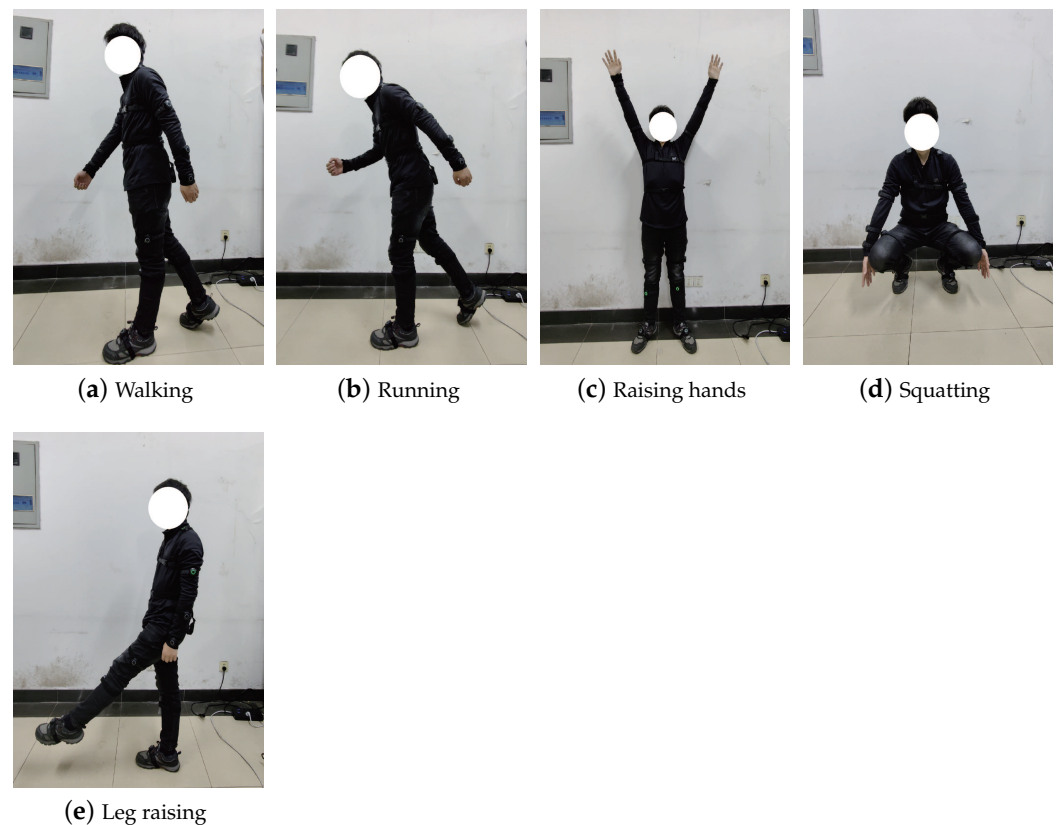 (a) Walking
(b) Running
(c) Raising hands
(d) Squatting
(e) Leg raising